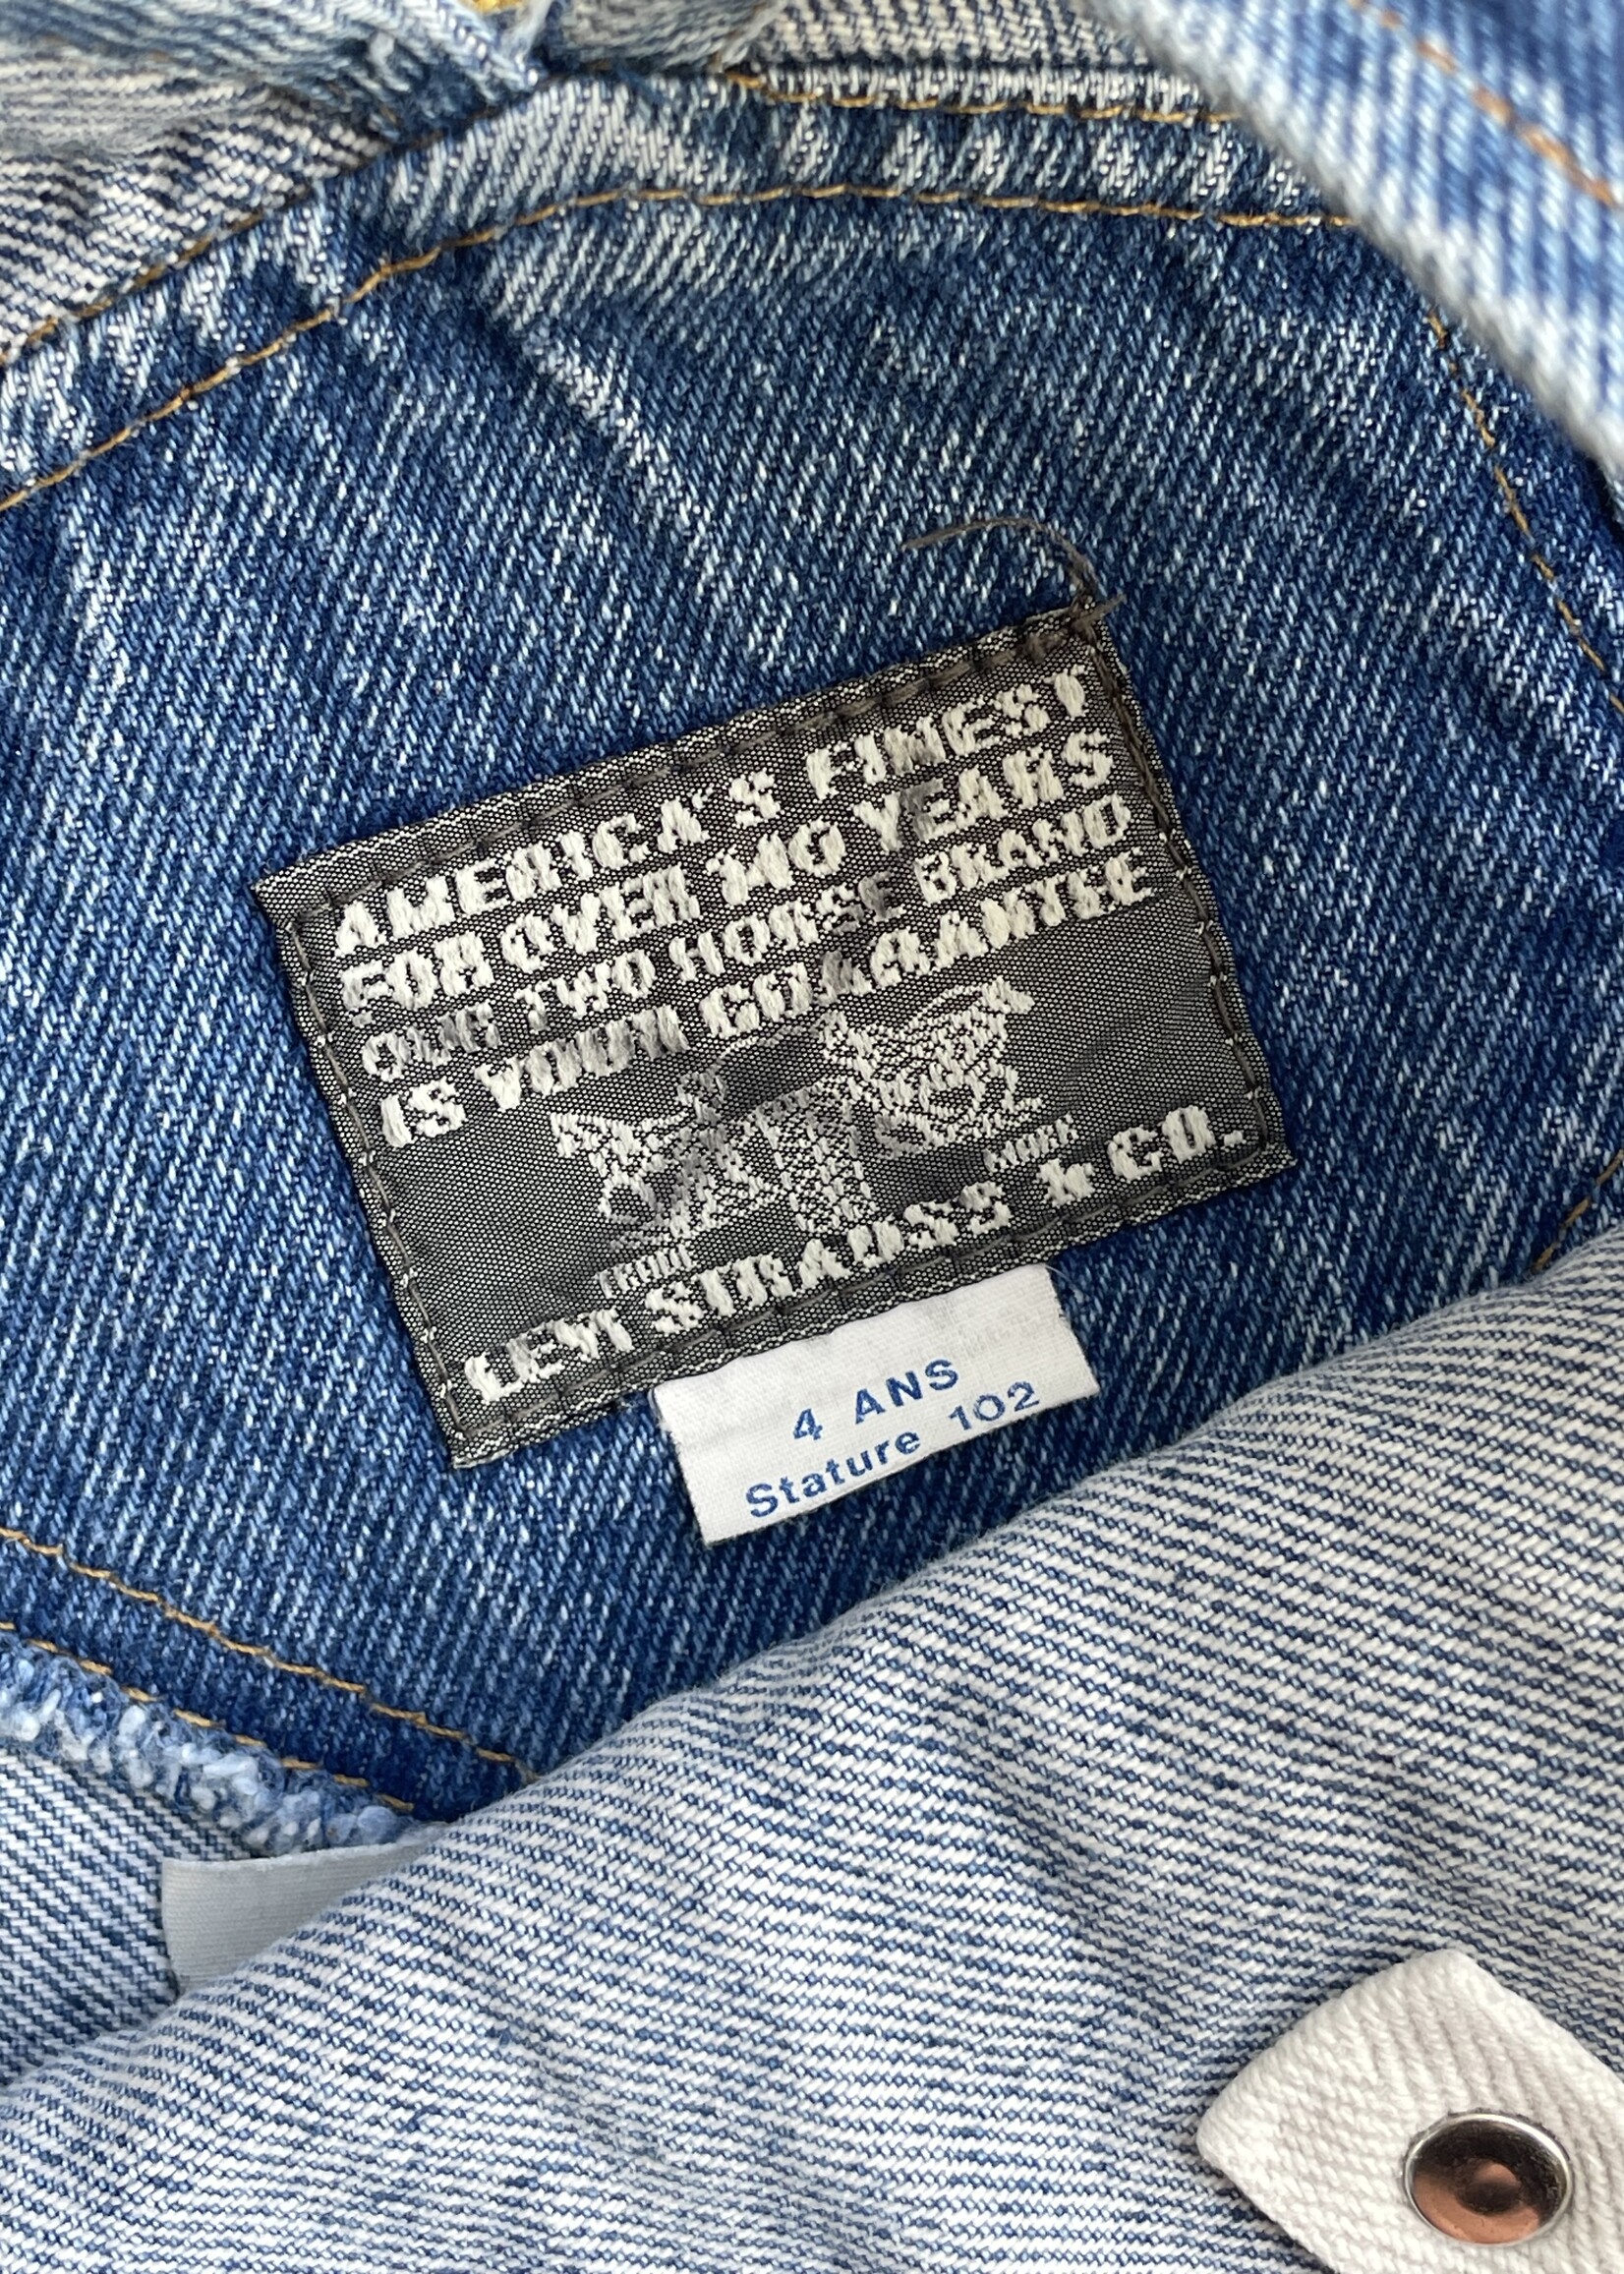 AMERICA'S FINEST
FOR OVER 140 YEARS
OUR TWO HORSE BRAND
IS YOUR GUARANTEE
from
LEVI STRAUSS & CO.
4 ANS
Stature 102